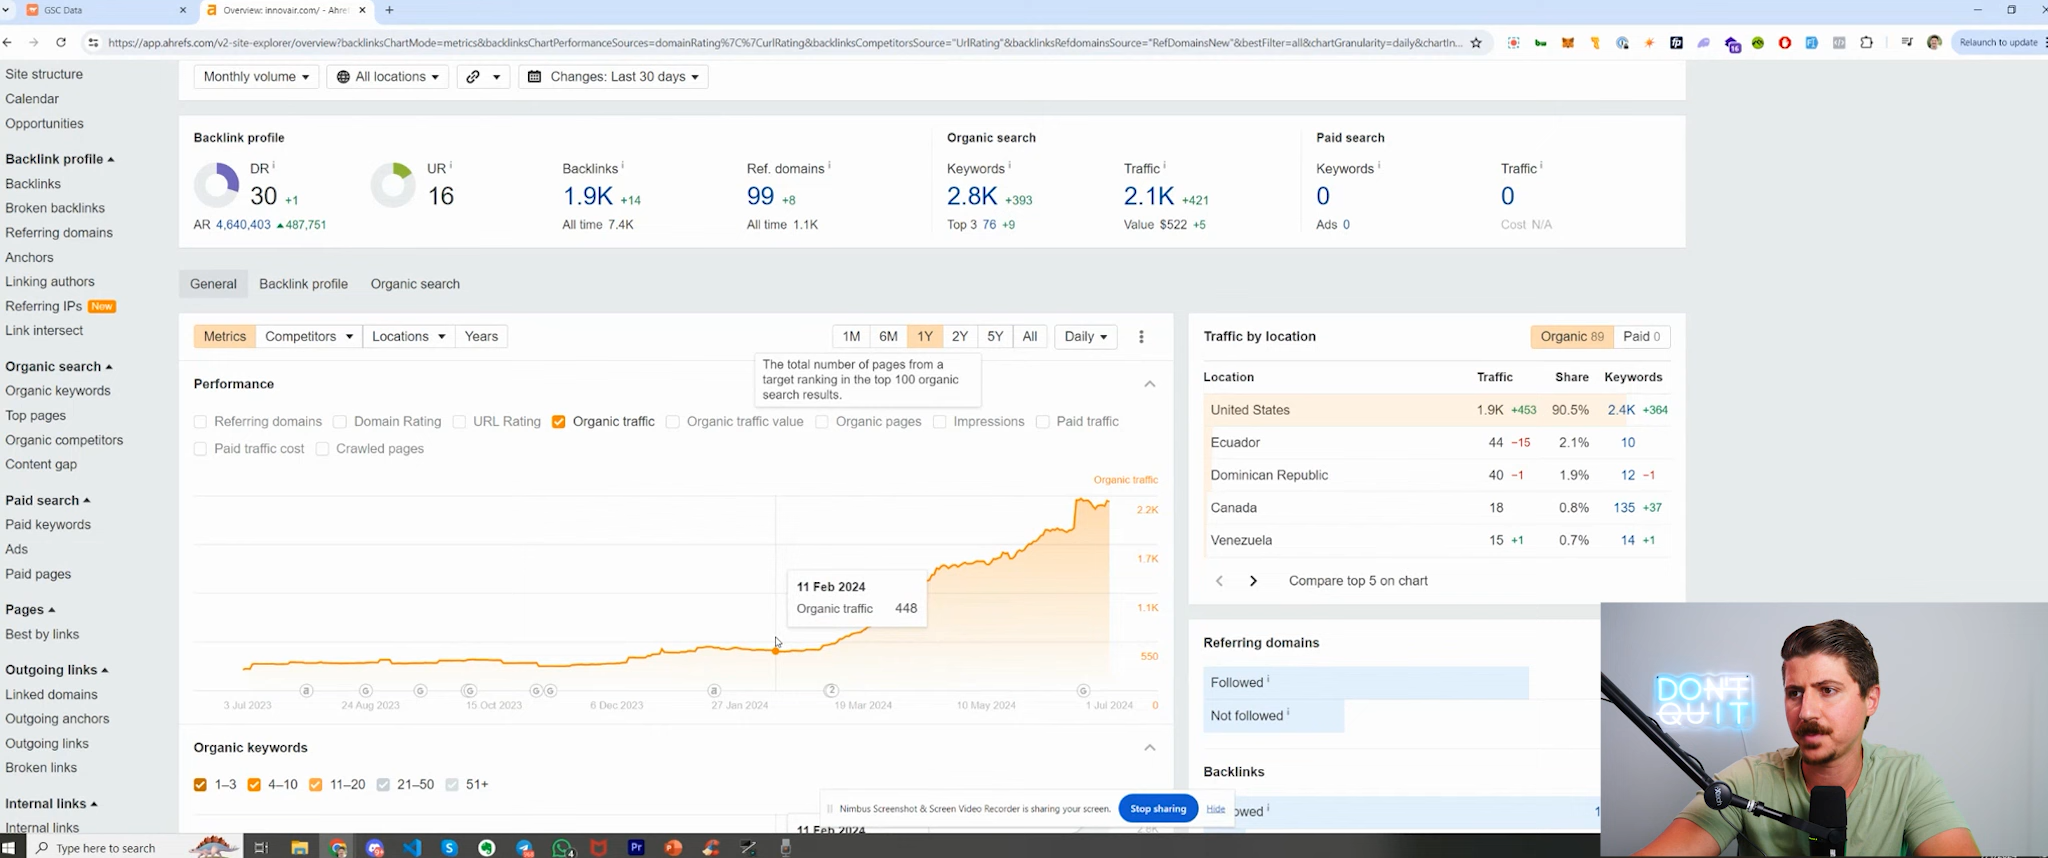 GSC Data
Overview: innovair.com/ - Ahre
https://app.ahrefs.com/v2-site-explorer/overview?backlinksChartMode=metrics&backlinksChartPerformanceSources=domainRating%7C%7CurlRating&backlinksCompetitorsSource="UrlRating"&backlinksRefdomainsSource="RefDomainsNew"&bestFilter=all&chartGranularity=daily&chartIn...
Relaunch to update
Site structure
Calendar
Opportunities
Backlink profile
Backlinks
Broken backlinks
Referring domains
Anchors
Linking authors
Referring IPs New
Link intersect
Organic search
Organic keywords
Top pages
Organic competitors
Content gap
Paid search
Paid keywords
Ads
Paid pages
Pages
Best by links
Outgoing links
Linked domains
Outgoing anchors
Outgoing links
Broken links
Internal links
Internal links
Monthly volume
All locations
Changes: Last 30 days
Backlink profile
DR
30 +1
AR 4,640,403 487,751
UR
16
Backlinks
1.9K +14
All time 7.4K
Ref. domains
99 +8
All time 1.1K
Organic search
Keywords
2.8K +393
Top 3 76 +9
Traffic
2.1K +421
Value $522 +5
Paid search
Keywords
0
Ads 0
Traffic
0
Cost N/A
General Backlink profile Organic search
Metrics Competitors Locations Years
1M 6M 1Y 2Y 5Y All Daily
The total number of pages from a
target ranking in the top 100 organic
search results.
Performance
Referring domains Domain Rating URL Rating Organic traffic Organic traffic value Organic pages Impressions Paid traffic
Paid traffic cost Crawled pages
Organic traffic
2.2K
1.7K
1.1K
550
0
11 Feb 2024
Organic traffic 448
3 Jul 2023 24 Aug 2023 15 Oct 2023 6 Dec 2023 27 Jan 2024 19 Mar 2024 10 May 2024 1 Jul 2024
Organic keywords
1–3 4–10 11–20 21–50 51+
11 Feb 2024
Traffic by location
Organic 89 Paid 0
Location Traffic Share Keywords
United States 1.9K +453 90.5% 2.4K +364
Ecuador 44 −15 2.1% 10
Dominican Republic 40 −1 1.9% 12 −1
Canada 18 0.8% 135 +37
Venezuela 15 +1 0.7% 14 +1
Compare top 5 on chart
Referring domains
Followed
Not followed
Backlinks
Nimbus Screenshot & Screen Video Recorder is sharing your screen. Stop sharing Hide
DON'T
QUIT
Type here to search